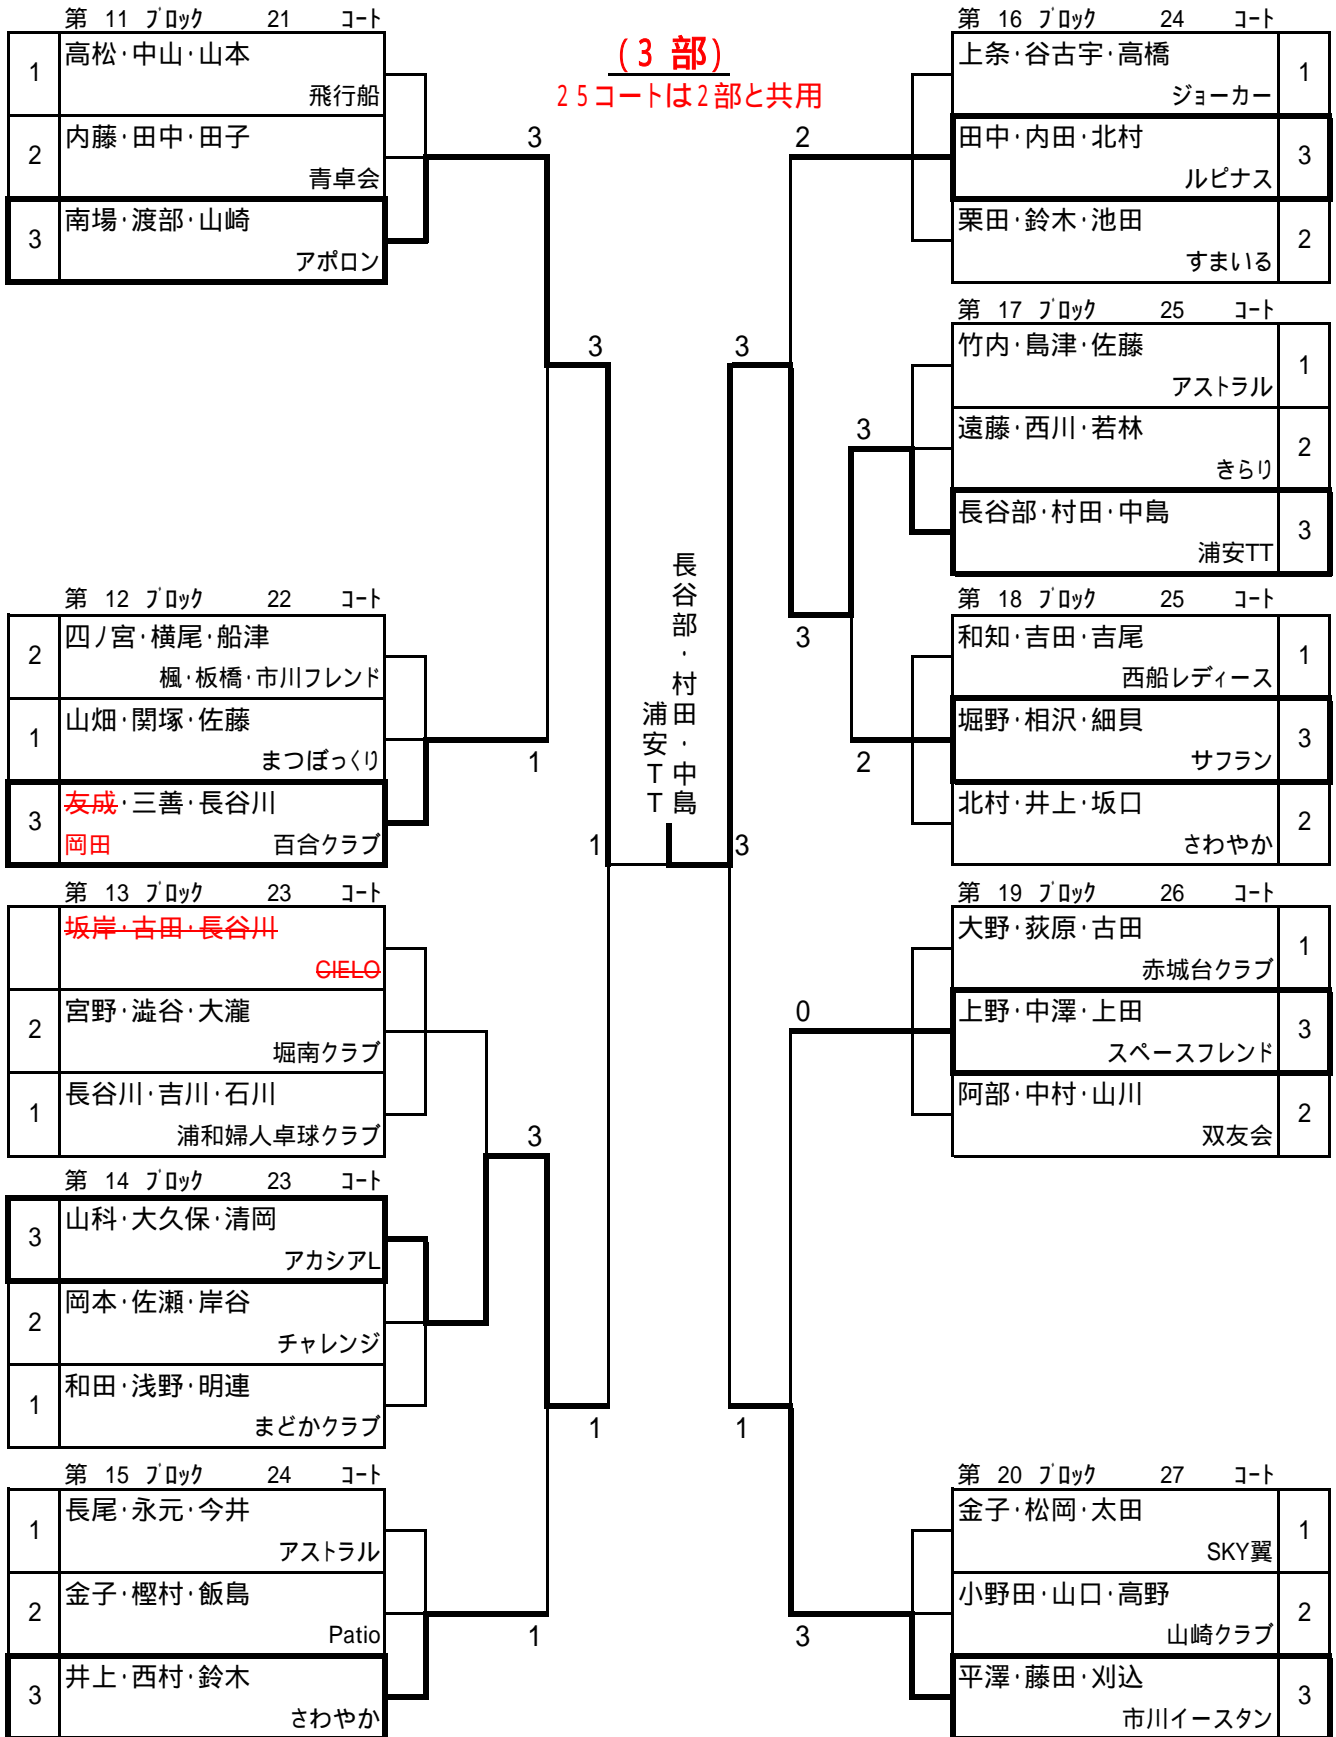 (3 部)
25コートは2部と共用
第 11 ブロック 21 コート
1 高松・中山・山本
飛行船
2 内藤・田中・田子
青卓会
3 南場・渡部・山崎
アポロン
第 12 ブロック 22 コート
2 四ノ宮・横尾・船津
楓・板橋・市川フレンド
1 山畑・関塚・佐藤
まつぼっくり
3 友成・三善・長谷川
岡田 百合クラブ
第 13 ブロック 23 コート
坂岸・古田・長谷川
CIELO
2 宮野・澁谷・大瀧
堀南クラブ
1 長谷川・吉川・石川
浦和婦人卓球クラブ
第 14 ブロック 23 コート
3 山科・大久保・清岡
アカシアL
2 岡本・佐瀬・岸谷
チャレンジ
1 和田・浅野・明連
まどかクラブ
第 15 ブロック 24 コート
1 長尾・永元・今井
アストラル
2 金子・樫村・飯島
Patio
3 井上・西村・鈴木
さわやか
3
3
1
1
3
1
1
長谷部・村田・中島
浦安TT
2
3
3
3
2
3
0
1
3
第 16 ブロック 24 コート
上条・谷古宇・高橋 1
ジョーカー
田中・内田・北村 3
ルピナス
栗田・鈴木・池田 2
すまいる
第 17 ブロック 25 コート
竹内・島津・佐藤 1
アストラル
遠藤・西川・若林 2
きらり
長谷部・村田・中島 3
浦安TT
第 18 ブロック 25 コート
和知・吉田・吉尾 1
西船レディース
堀野・相沢・細貝 3
サフラン
北村・井上・坂口 2
さわやか
第 19 ブロック 26 コート
大野・荻原・古田 1
赤城台クラブ
上野・中澤・上田 3
スペースフレンド
阿部・中村・山川 2
双友会
第 20 ブロック 27 コート
金子・松岡・太田 1
SKY翼
小野田・山口・高野 2
山崎クラブ
平澤・藤田・刈込 3
市川イースタン